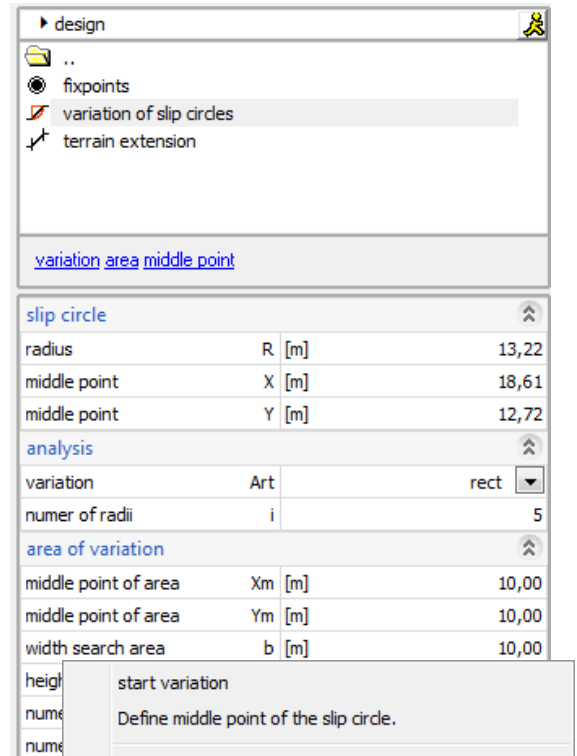 design
..
fixpoints
variation of slip circles
terrain extension
variation area middle point
slip circle
radius R [m] 13,22
middle point X [m] 18,61
middle point Y [m] 12,72
analysis
variation Art rect
numer of radii i 5
area of variation
middle point of area Xm [m] 10,00
middle point of area Ym [m] 10,00
width search area b [m] 10,00
start variation
Define middle point of the slip circle.